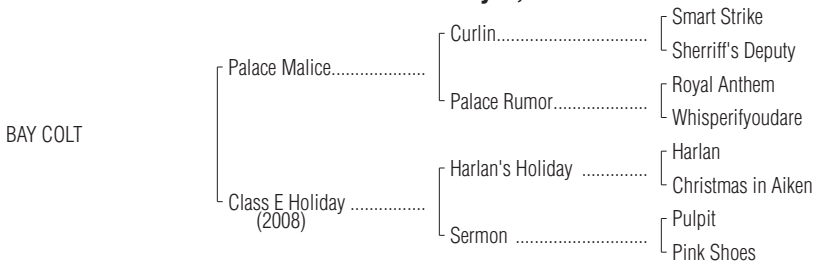 Smart Strike
Curlin................................
Sherriff's Deputy
Palace Malice....................
Royal Anthem
Palace Rumor....................
Whisperifyoudare
BAY COLT
Harlan
Harlan's Holiday ..............
Christmas in Aiken
Class E Holiday ................
(2008)
Pulpit
Sermon ............................
Pink Shoes